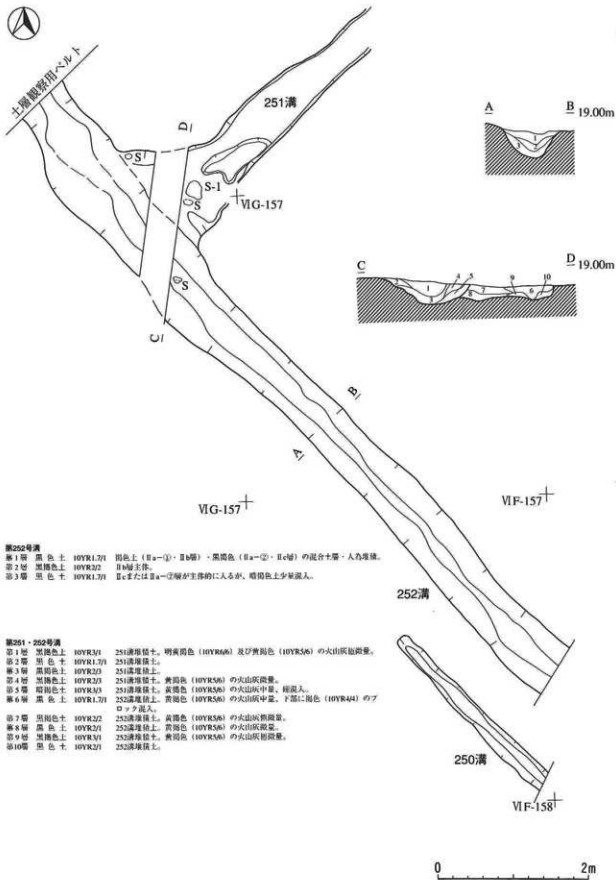 土層観察用ベルト
251溝
D
S
S-1
S
VIG-157
S
C
A B 19.00m
1
3 2
C D 19.00m
2 1 4 5 9 10
3 8 7 6
B
A
VIG-157
VIF-157
252溝
第252号溝
第1層 黒色土 10YR1.7/1 褐色土(Ⅱa-①・Ⅱb層)・黒褐色(Ⅱa-②・Ⅱc層)の混合土層・人為堆積。
第2層 黒褐色土 10YR2/2 Ⅱb層主体。
第3層 黒色土 10YR1.7/1 ⅡcまたはⅡa-②層が主体的に入るが、暗褐色土少量混入。
第251・252号溝
第1層 黒褐色土 10YR3/1 251溝堆積土。明黄褐色(10YR6/6)及び黄褐色(10YR5/6)の火山灰極微量。
第2層 黒色土 10YR1.7/1 251溝堆積土。
第3層 黒褐色土 10YR2/3 251溝堆積土。
第4層 黒褐色土 10YR2/3 251溝堆積土。黄褐色(10YR5/6)の火山灰微量。
第5層 暗褐色土 10YR3/3 251溝堆積土。黄褐色(10YR5/6)の火山灰中量。
第6層 黒色土 10YR1.7/1 252溝堆積土。黄褐色(10YR5/6)の火山灰中量。下部に褐色(10YR4/4)のブ
ロック混入。
第7層 黒褐色土 10YR2/2 252溝堆積土。黄褐色(10YR5/6)の火山灰微量。
第8層 黒色土 10YR2/1 252溝堆積土。黄褐色(10YR5/6)の火山灰微量。
第9層 黒褐色土 10YR3/1 252溝堆積土。黄褐色(10YR5/6)の火山灰極微量。
第10層 黒色土 10YR2/1 252溝堆積土。
250溝
VIF-158
0 2m